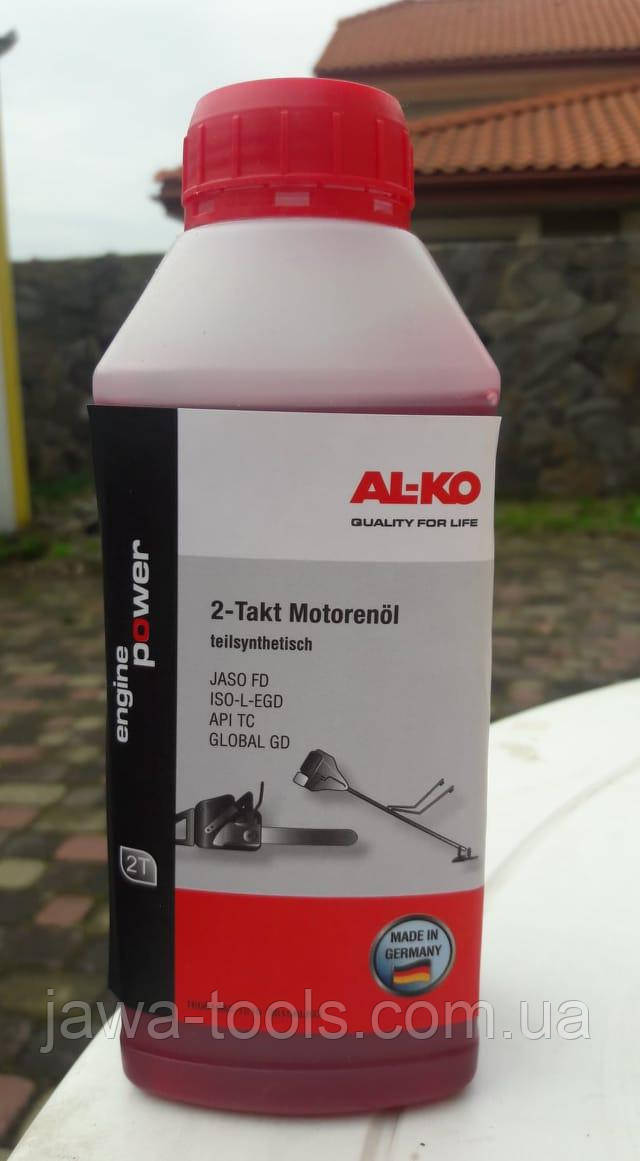 AL-KO
QUALITY FOR LIFE
2-Takt Motorenöl
teilsynthetisch
JASO FD
ISO-L-EGD
API TC
GLOBAL GD
engine
power
2T
MADE IN
GERMANY
jawa-tools.com.ua